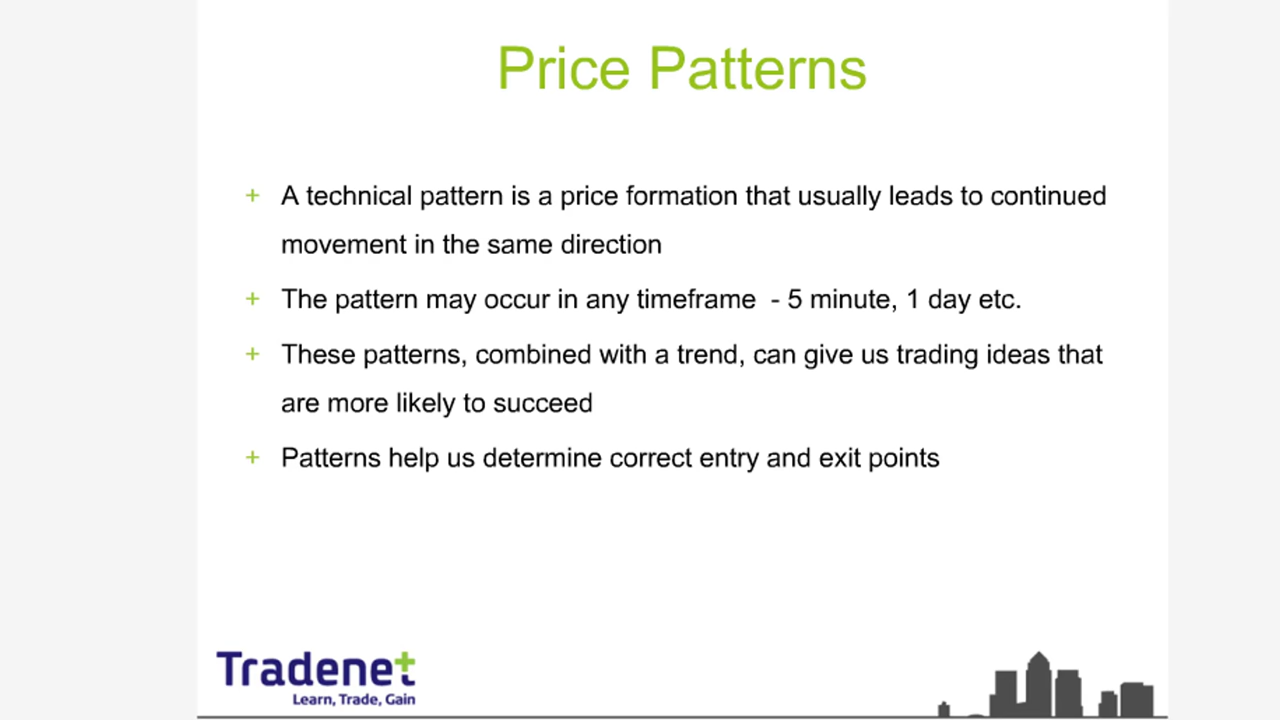 Price Patterns
+ A technical pattern is a price formation that usually leads to continued
movement in the same direction
+ The pattern may occur in any timeframe  - 5 minute, 1 day etc.
+ These patterns, combined with a trend, can give us trading ideas that
are more likely to succeed
+ Patterns help us determine correct entry and exit points
Tradenet
Learn, Trade, Gain